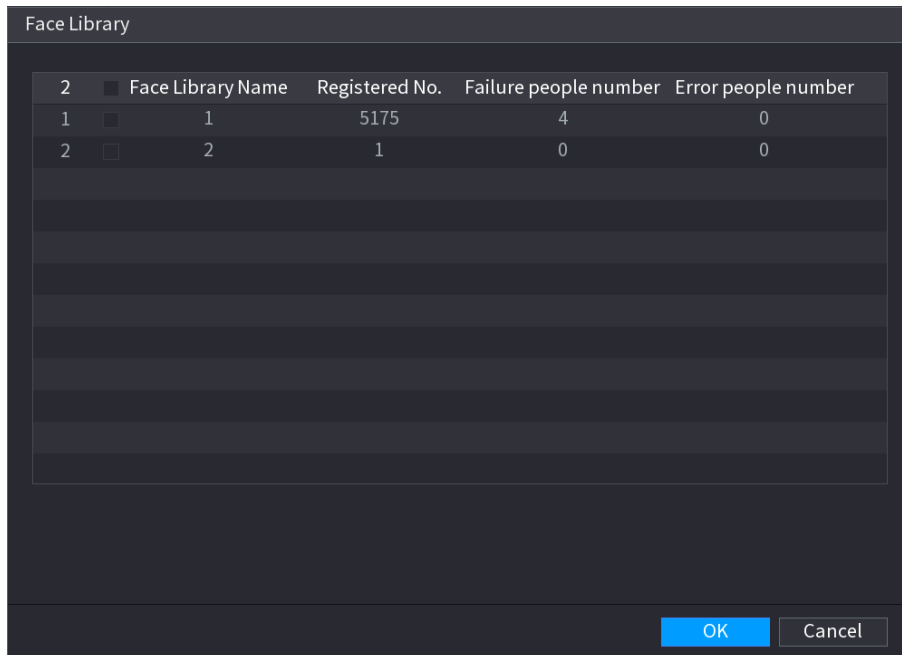 Face Library
2 Face Library Name Registered No. Failure people number Error people number
1 1 5175 4 0
2 2 1 0 0
OK Cancel